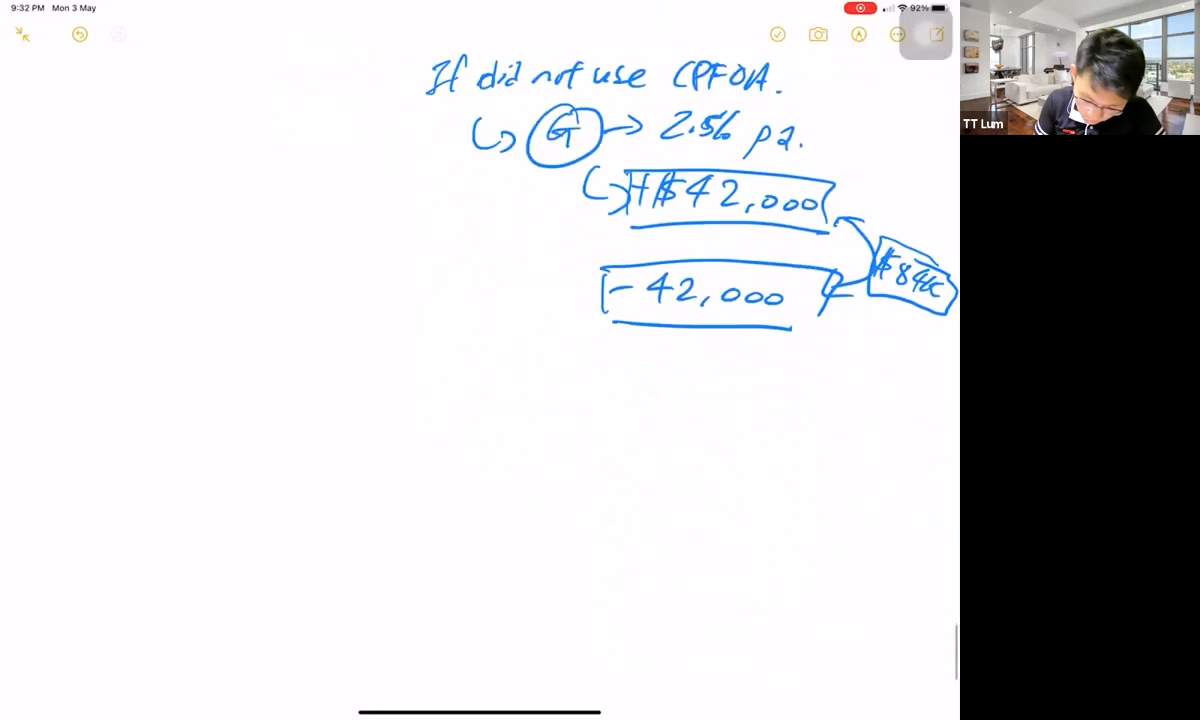 9:32 PM Mon 3 May
92%
If did not use CPFOA.
G → 2.5% pa.
+$42,000
$84k
- 42,000
TT Lum